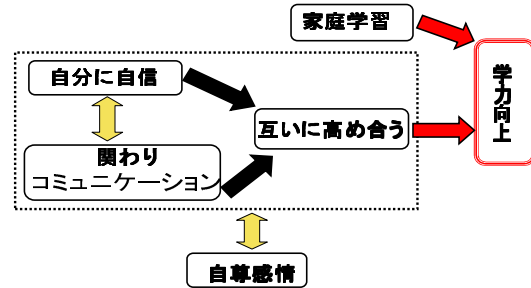 家庭学習
学力向上
自分に自信
互いに高め合う
関わり
コミュニケーション
自尊感情